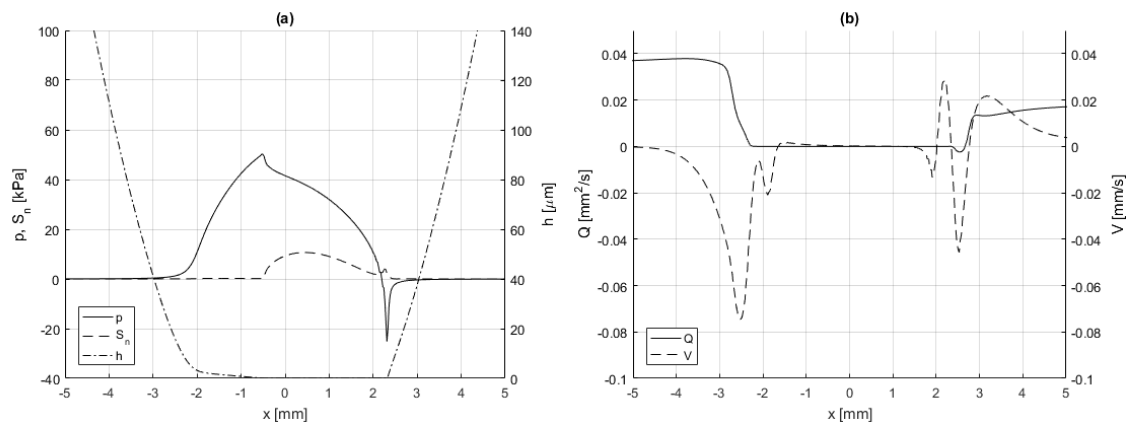 (a)
100
80
60
40
20
0
-20
-40
p, S_n [kPa]
140
120
100
80
60
40
20
0
h [μm]
p
S_n
h
-5 -4 -3 -2 -1 0 1 2 3 4 5
x [mm]
(b)
0.04
0.02
0
-0.02
-0.04
-0.06
-0.08
-0.1
Q [mm²/s]
0.04
0.02
0
-0.02
-0.04
-0.06
-0.08
-0.1
V [mm/s]
Q
V
-5 -4 -3 -2 -1 0 1 2 3 4 5
x [mm]